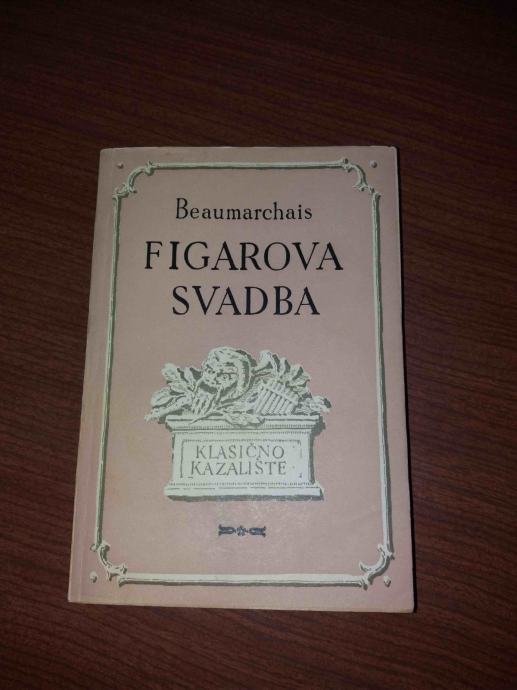 Beaumarchais
FIGAROVA
SVADBA
KLASIČNO
KAZALIŠTE